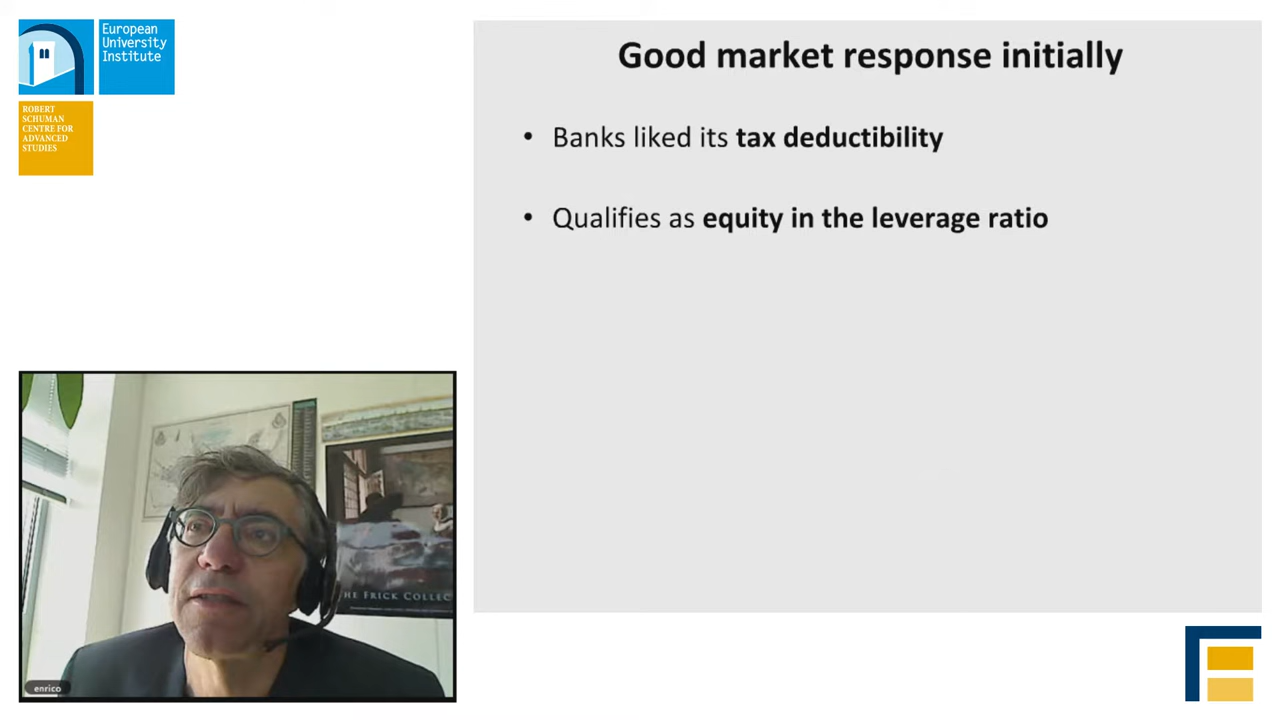 European
University
Institute
ROBERT
SCHUMAN
CENTRE FOR
ADVANCED
STUDIES
Good market response initially
• Banks liked its tax deductibility
• Qualifies as equity in the leverage ratio
HE FRICK COLLEC
enrico